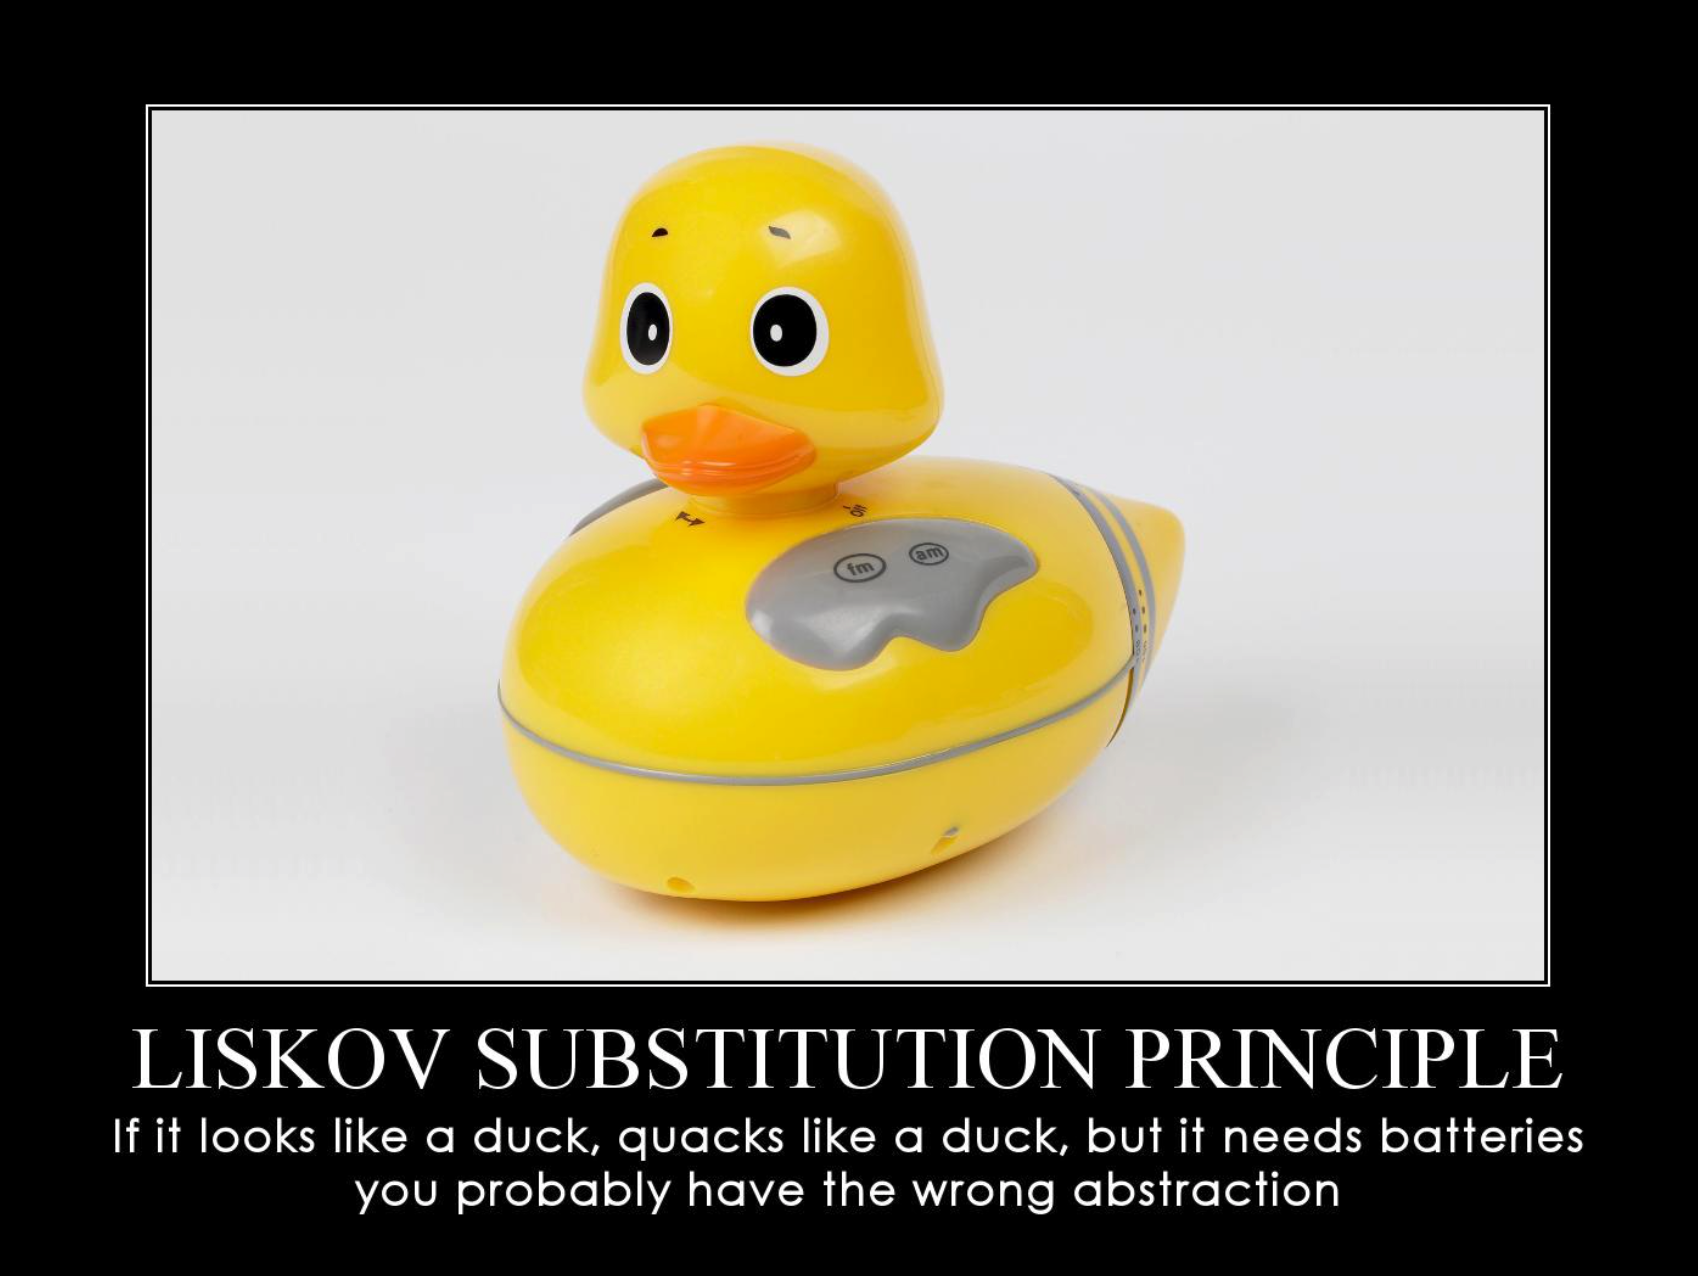 fm
am
LISKOV SUBSTITUTION PRINCIPLE
If it looks like a duck, quacks like a duck, but it needs batteries
you probably have the wrong abstraction